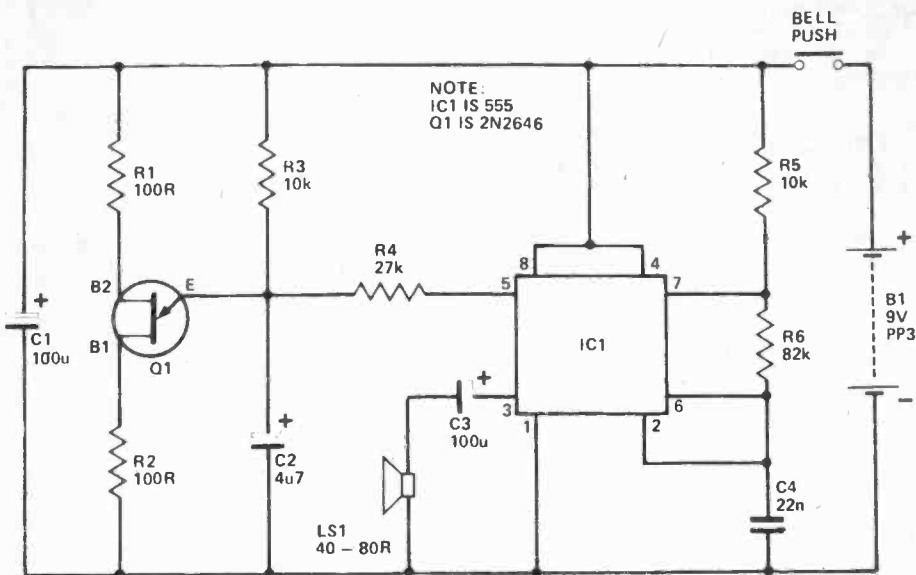 BELL
PUSH
NOTE:
IC1 IS 555
Q1 IS 2N2646
R1
100R
R3
10k
R5
10k
R4
27k
8
4
5
7
B2
E
B1
Q1
+
C1
100u
IC1
R6
82k
+
B1
9V
PP3
−
+
C3
100u
3
1
2
6
R2
100R
+
C2
4u7
LS1
40 – 80R
C4
22n